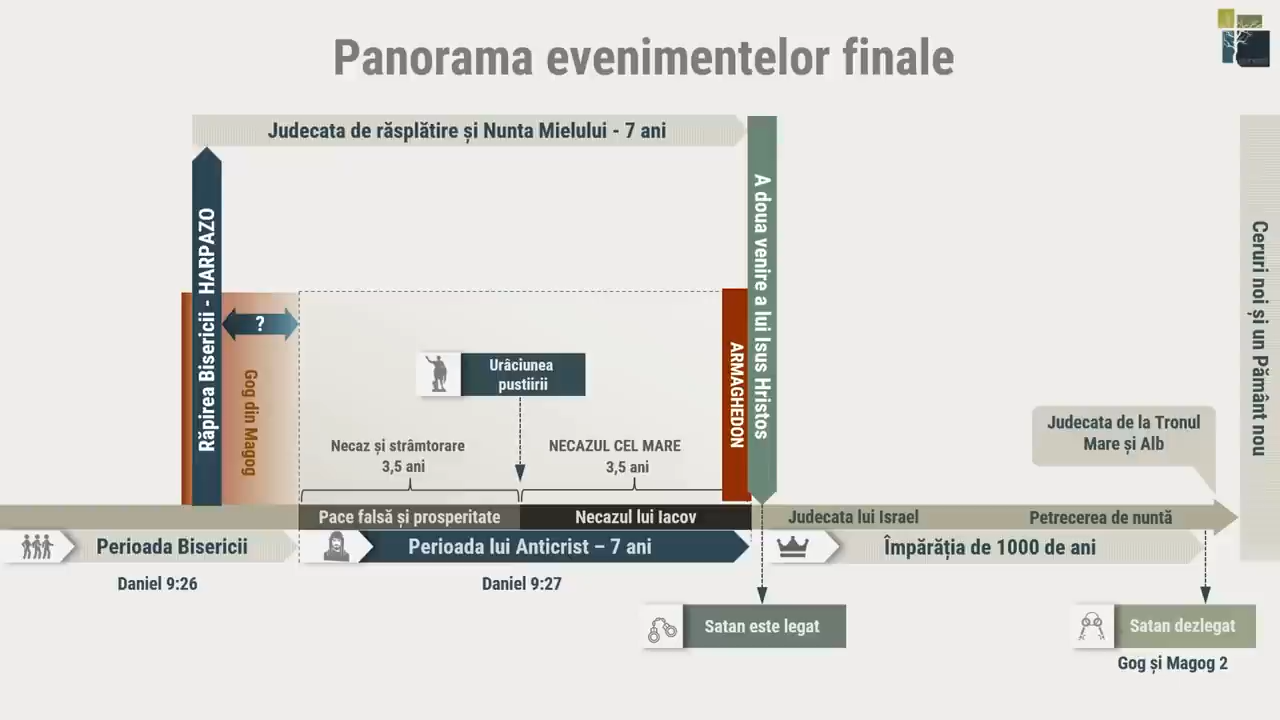 Panorama evenimentelor finale
Judecata de răsplătire și Nunta Mielului - 7 ani
Răpirea Bisericii - HARPAZO
?
Gog din Magog
Urâciunea
pustiirii
Necaz și strâmtorare
3,5 ani
NECAZUL CEL MARE
3,5 ani
ARMAGHEDON
A doua venire a lui Isus Hristos
Judecata de la Tronul
Mare și Alb
Ceruri noi și un Pământ nou
Pace falsă și prosperitate
Necazul lui Iacov
Judecata lui Israel
Petrecerea de nuntă
Perioada Bisericii
Perioada lui Anticrist – 7 ani
Împărăția de 1000 de ani
Daniel 9:26
Daniel 9:27
Satan este legat
Satan dezlegat
Gog și Magog 2